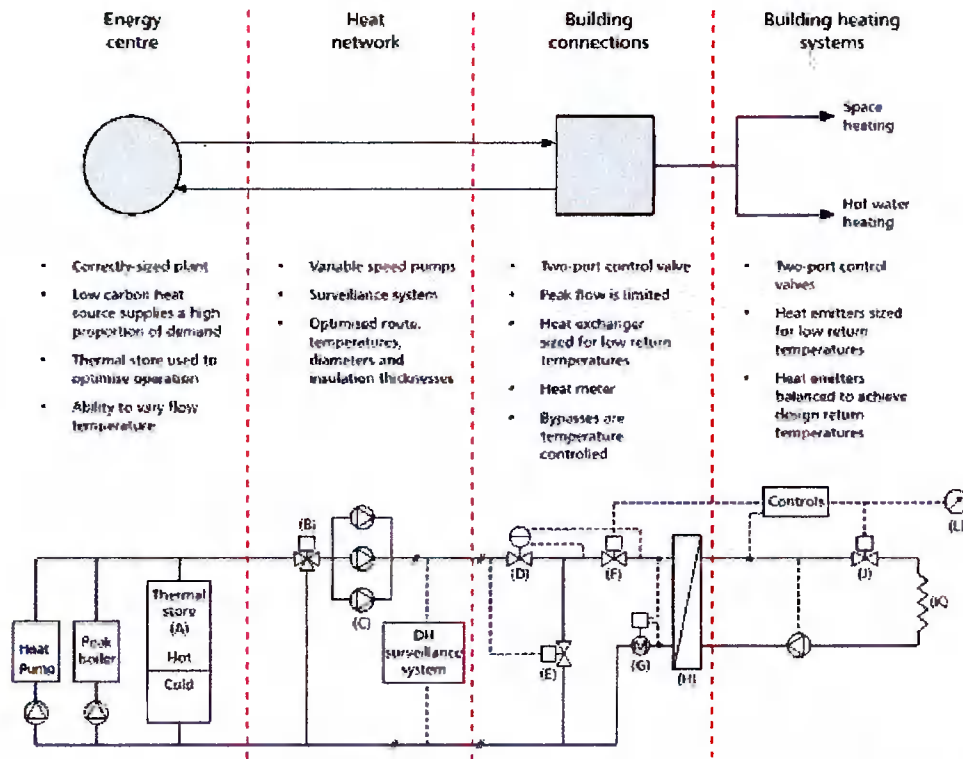 Energy
centre
Heat
network
Building
connections
Building heating
systems
Space
heating
Hot water
heating
• Correctly-sized plant
• Low carbon heat
source supplies a high
proportion of demand
• Thermal store used to
optimise operation
• Ability to vary flow
temperature
• Variable speed pumps
• Surveillance system
• Optimised route,
temperatures,
diameters and
insulation thicknesses
• Two-port control valve
• Peak flow is limited
• Heat exchanger
sized for low return
temperatures
• Heat meter
• Bypasses are
temperature
controlled
• Two-port control
valves
• Heat emitters sized
for low return
temperatures
• Heat emitters
balanced to achieve
design return
temperatures
Controls
(L)
(B)
(D)
(F)
(J)
(C)
(K)
Thermal
store
(A)
Hot
Cold
Heat
Pump
Peak
boiler
DH
surveillance
system
(E)
M
(G)
(H)